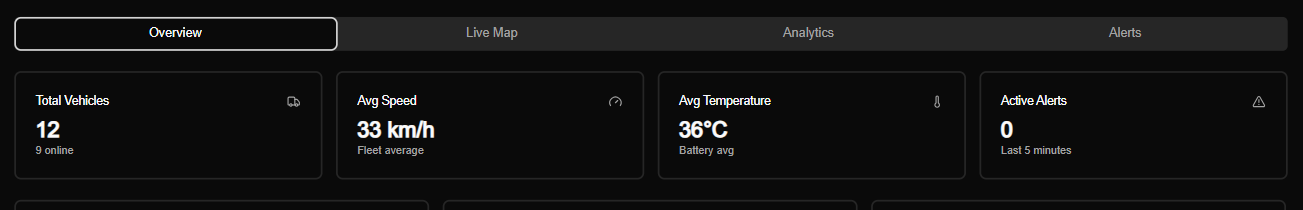 Overview
Live Map
Analytics
Alerts
Total Vehicles
12
9 online
Avg Speed
33 km/h
Fleet average
Avg Temperature
36°C
Battery avg
Active Alerts
0
Last 5 minutes